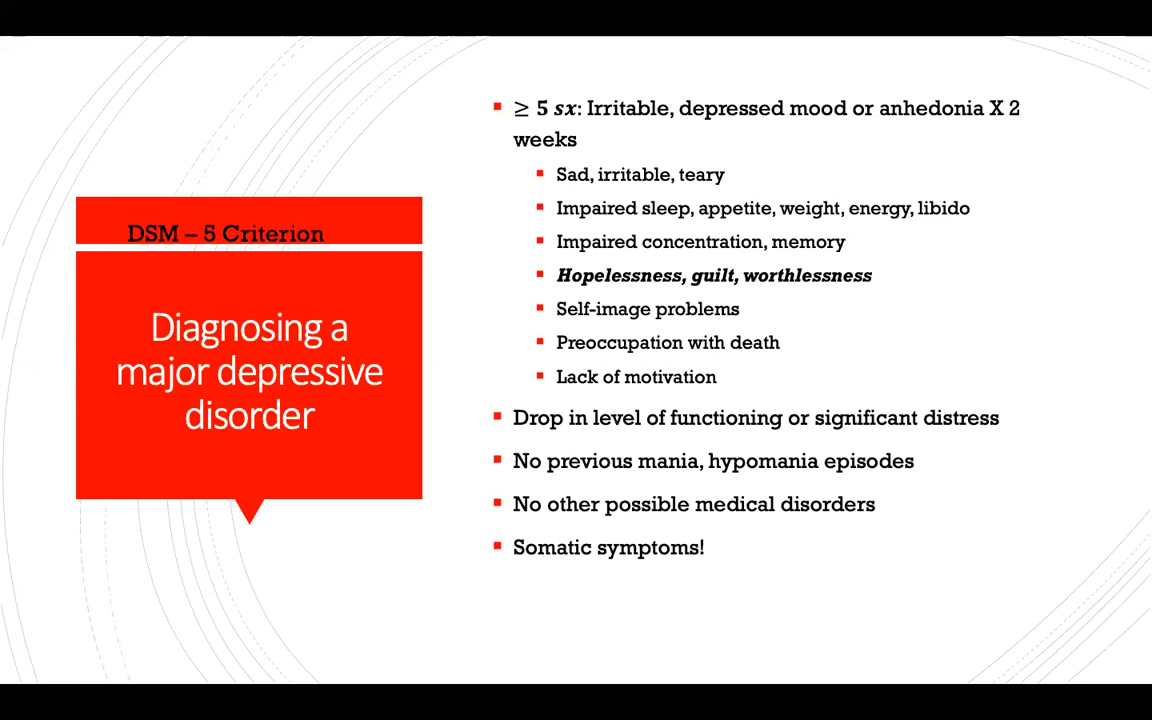 DSM – 5 Criterion
Diagnosing a
major depressive
disorder
≥ 5 sx: Irritable, depressed mood or anhedonia X 2
weeks
Sad, irritable, teary
Impaired sleep, appetite, weight, energy, libido
Impaired concentration, memory
Hopelessness, guilt, worthlessness
Self-image problems
Preoccupation with death
Lack of motivation
Drop in level of functioning or significant distress
No previous mania, hypomania episodes
No other possible medical disorders
Somatic symptoms!